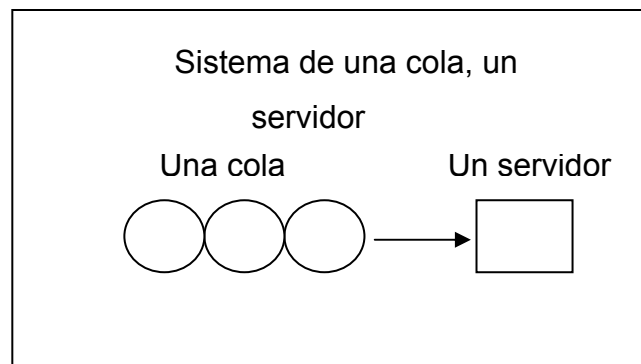 Sistema de una cola, un
servidor
Una cola
Un servidor